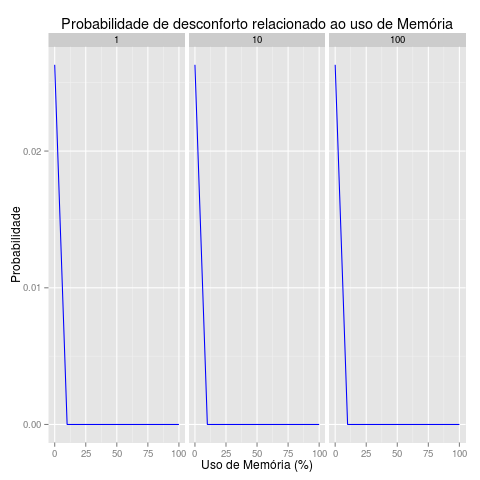 Probabilidade de desconforto relacionado ao uso de Memória
1 10 100
Probabilidade
0.02
0.01
0.00
0 25 50 75 100 0 25 50 75 100 0 25 50 75 100
Uso de Memória (%)